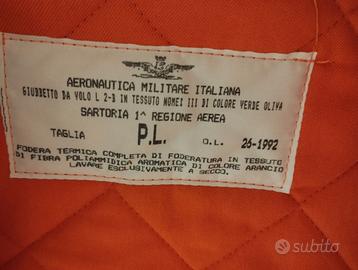 AERONAUTICA MILITARE ITALIANA
GIUBBETTO DA VOLO L 2-B IN TESSUTO NOMEX III DI COLORE VERDE OLIVA
SARTORIA 1ª REGIONE AEREA
TAGLIA P.L. O.L. 26-1992
FODERA TERMICA COMPLETA DI FODERATURA IN TESSUTO
DI FIBRA POLIAMMIDICA AROMATICA DI COLORE ARANCIO
LAVARE ESCLUSIVAMENTE A SECCO.
subito